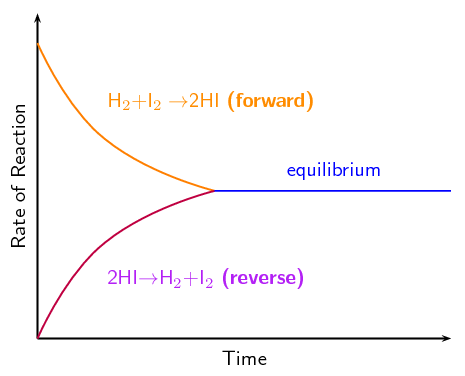 H₂+I₂ →2HI (forward)
equilibrium
Rate of Reaction
2HI→H₂+I₂ (reverse)
Time